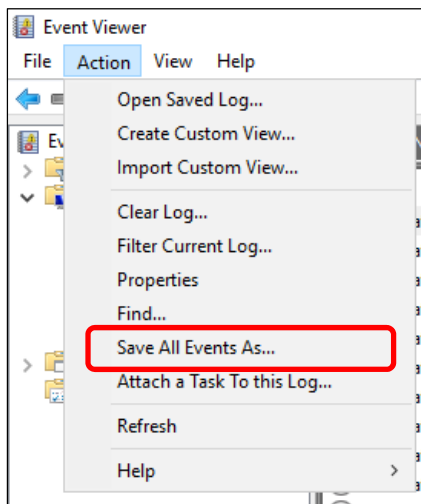 Event Viewer
File Action View Help
Open Saved Log...
Create Custom View...
Import Custom View...
Clear Log...
Filter Current Log...
Properties
Find...
Save All Events As...
Attach a Task To this Log...
Refresh
Help